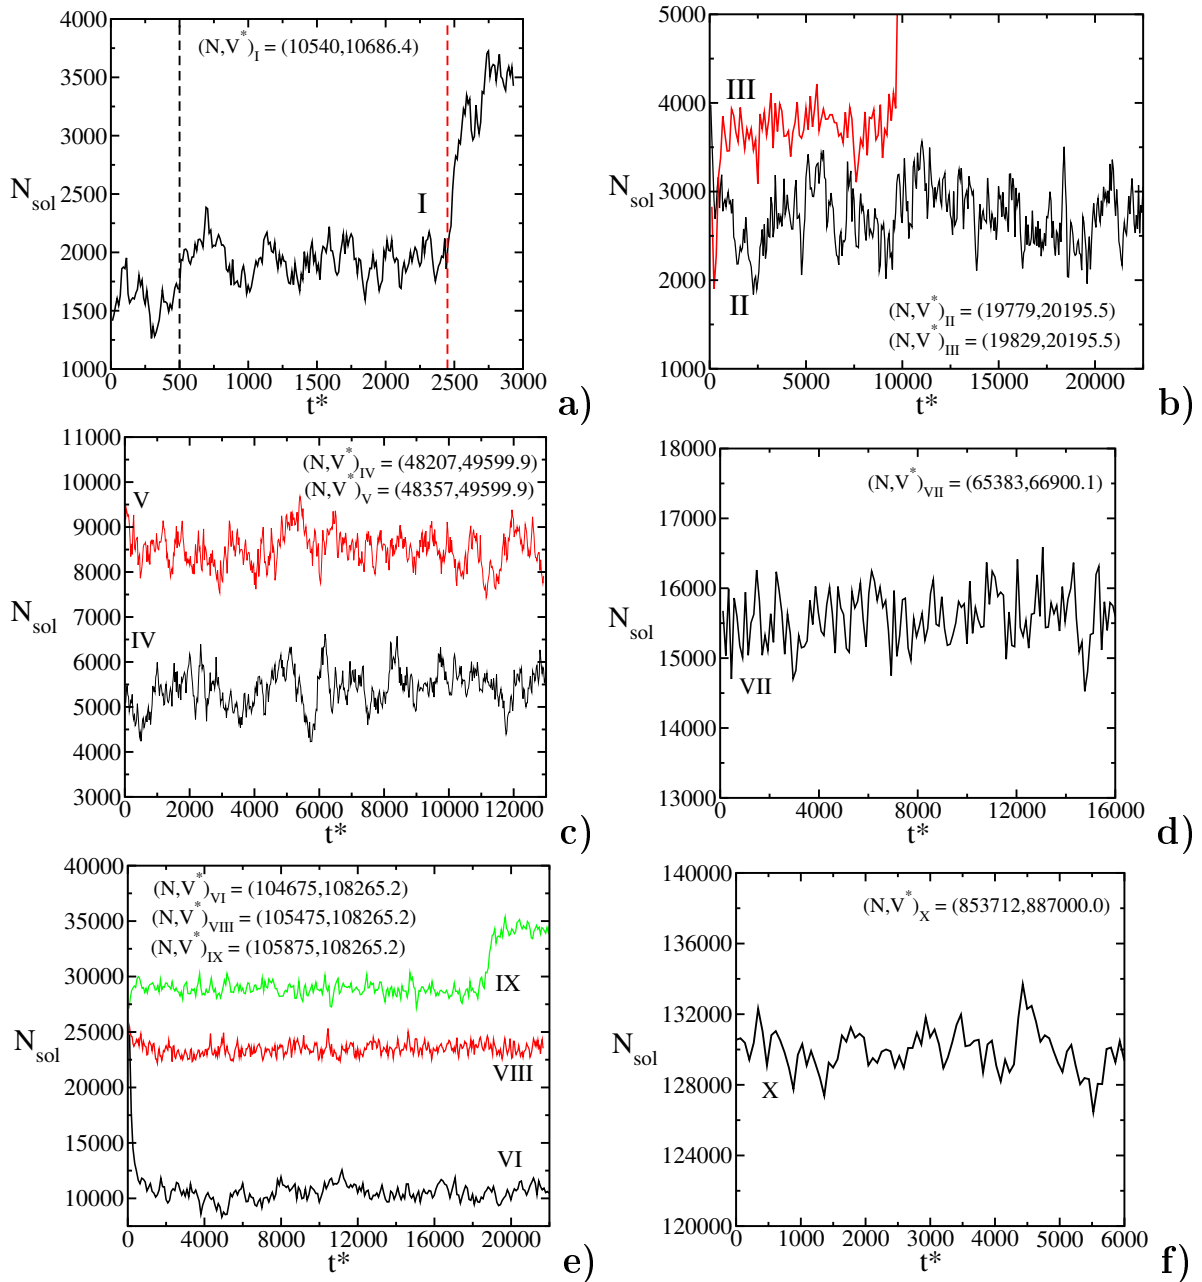 (N,V*)I = (10540,10686.4)
4000
3500
3000
2500
2000
1500
1000
Nsol
I
0 500 1000 1500 2000 2500 3000
t*
a)
5000
4000
3000
2000
1000
Nsol
III
II
(N,V*)II = (19779,20195.5)
(N,V*)III = (19829,20195.5)
0 5000 10000 15000 20000
t*
b)
11000
10000
9000
8000
7000
6000
5000
4000
3000
Nsol
(N,V*)IV = (48207,49599.9)
(N,V*)V = (48357,49599.9)
V
IV
0 2000 4000 6000 8000 10000 12000
t*
c)
18000
17000
16000
15000
14000
13000
Nsol
(N,V*)VII = (65383,66900.1)
VII
0 4000 8000 12000 16000
t*
d)
40000
35000
30000
25000
20000
15000
10000
Nsol
(N,V*)VI = (104675,108265.2)
(N,V*)VIII = (105475,108265.2)
(N,V*)IX = (105875,108265.2)
IX
VIII
VI
0 4000 8000 12000 16000 20000
t*
e)
140000
136000
132000
128000
124000
120000
Nsol
(N,V*)X = (853712,887000.0)
X
0 1000 2000 3000 4000 5000 6000
t*
f)